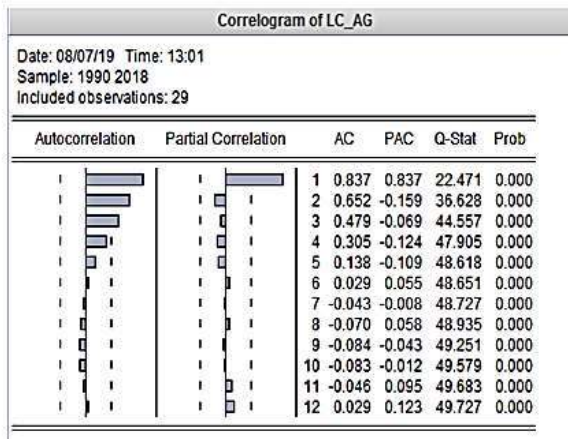 Correlogram of LC_AG
Date: 08/07/19 Time: 13:01
Sample: 1990 2018
Included observations: 29
Autocorrelation Partial Correlation AC PAC Q-Stat Prob
1 0.837 0.837 22.471 0.000
2 0.652 -0.159 36.628 0.000
3 0.479 -0.069 44.557 0.000
4 0.305 -0.124 47.905 0.000
5 0.138 -0.109 48.618 0.000
6 0.029 0.055 48.651 0.000
7 -0.043 -0.008 48.727 0.000
8 -0.070 0.058 48.935 0.000
9 -0.084 -0.043 49.251 0.000
10 -0.083 -0.012 49.579 0.000
11 -0.046 0.095 49.683 0.000
12 0.029 0.123 49.727 0.000